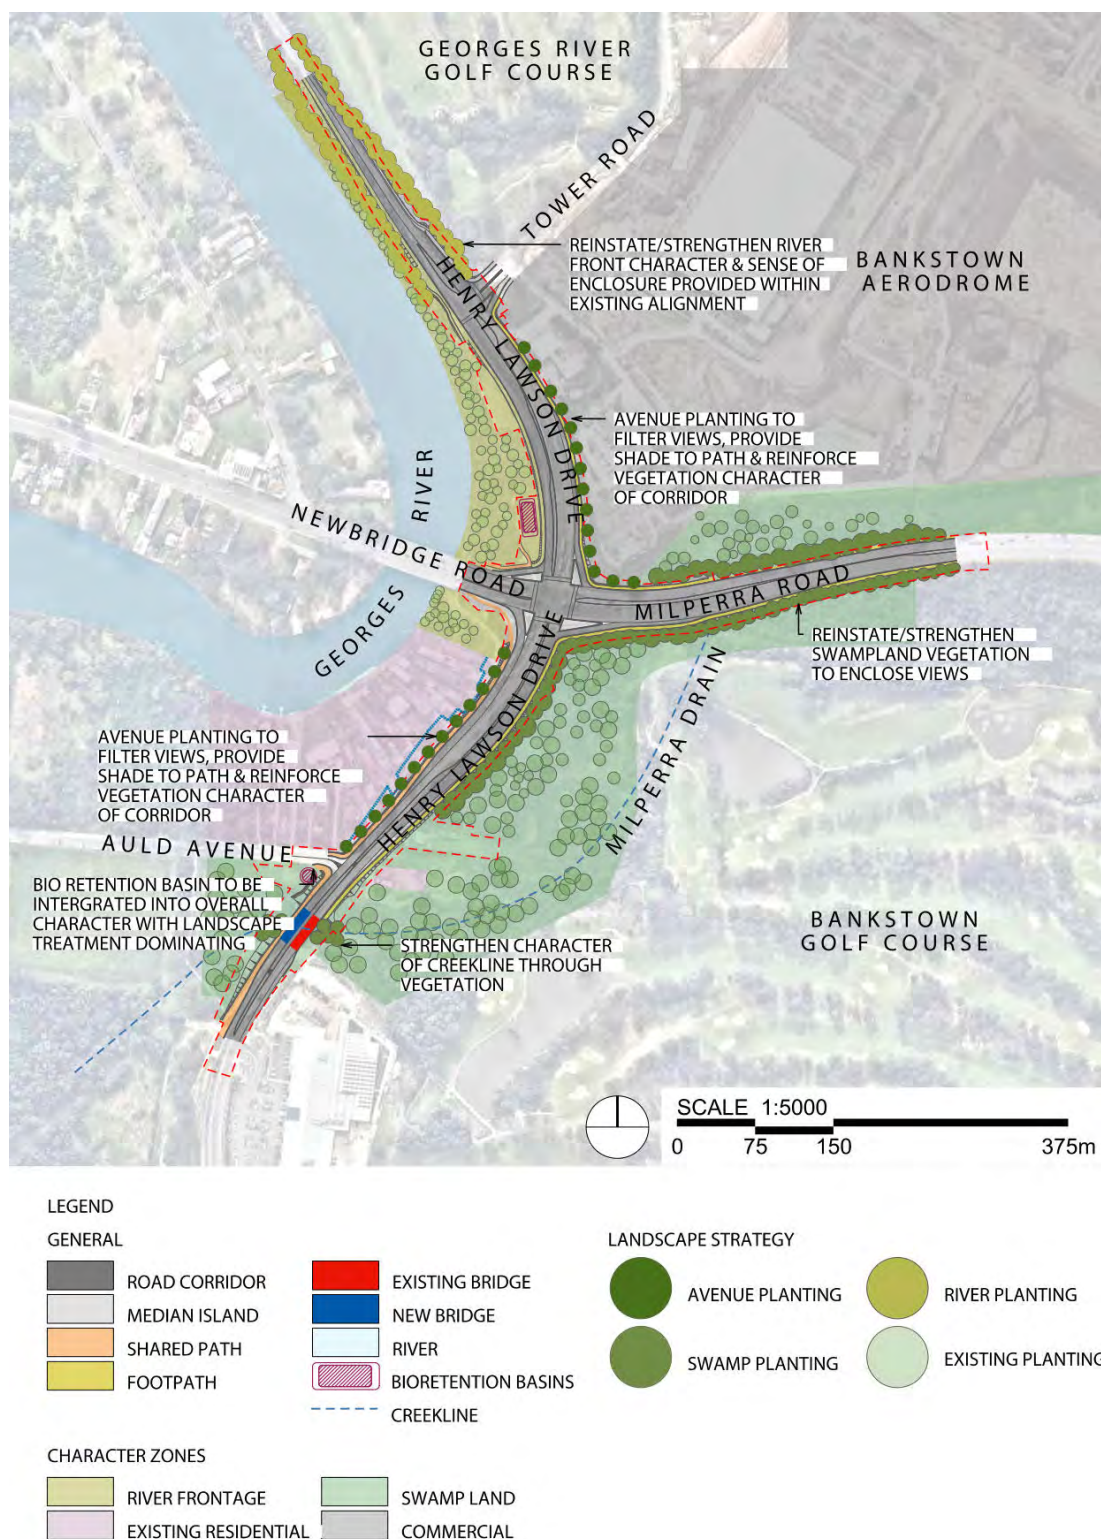 GEORGES RIVER
GOLF COURSE
TOWER ROAD
REINSTATE/STRENGTHEN RIVER
FRONT CHARACTER & SENSE OF
ENCLOSURE PROVIDED WITHIN
EXISTING ALIGNMENT
BANKSTOWN
AERODROME
HENRY LAWSON DRIVE
AVENUE PLANTING TO
FILTER VIEWS, PROVIDE
SHADE TO PATH & REINFORCE
VEGETATION CHARACTER
OF CORRIDOR
GEORGES RIVER
NEWBRIDGE ROAD
MILPERRA ROAD
REINSTATE/STRENGTHEN
SWAMPLAND VEGETATION
TO ENCLOSE VIEWS
HENRY LAWSON DRIVE
MILPERRA DRAIN
AVENUE PLANTING TO
FILTER VIEWS, PROVIDE
SHADE TO PATH & REINFORCE
VEGETATION CHARACTER
OF CORRIDOR
AULD AVENUE
BIO RETENTION BASIN TO BE
INTERGRATED INTO OVERALL
CHARACTER WITH LANDSCAPE
TREATMENT DOMINATING
STRENGTHEN CHARACTER
OF CREEKLINE THROUGH
VEGETATION
BANKSTOWN
GOLF COURSE
SCALE 1:5000
0 75 150 375m
LEGEND
GENERAL
ROAD CORRIDOR
MEDIAN ISLAND
SHARED PATH
FOOTPATH
EXISTING BRIDGE
NEW BRIDGE
RIVER
BIORETENTION BASINS
CREEKLINE
LANDSCAPE STRATEGY
AVENUE PLANTING
RIVER PLANTING
SWAMP PLANTING
EXISTING PLANTING
CHARACTER ZONES
RIVER FRONTAGE
SWAMP LAND
EXISTING RESIDENTIAL
COMMERCIAL